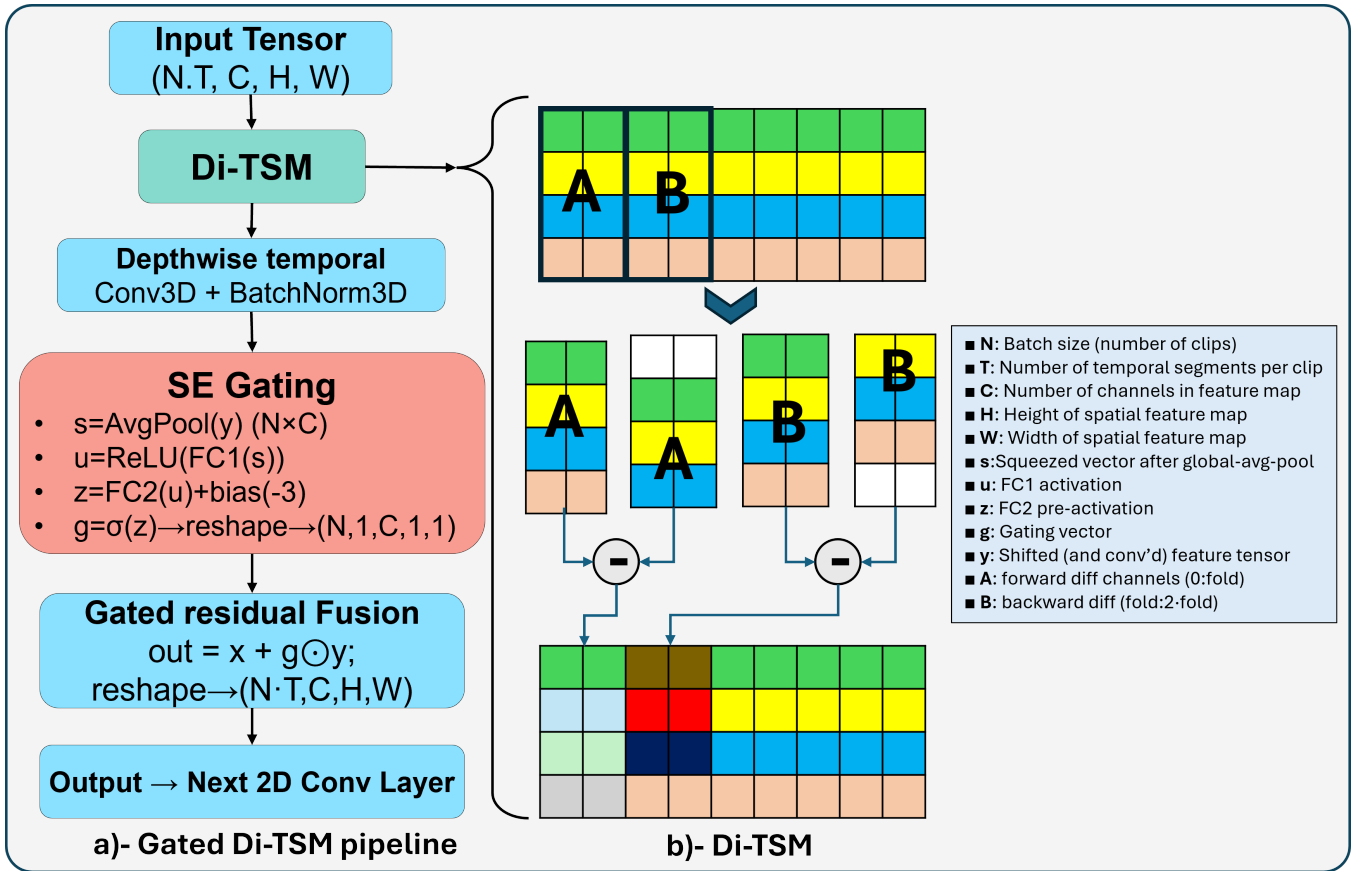 Input Tensor
(N.T, C, H, W)
Di-TSM
Depthwise temporal
Conv3D + BatchNorm3D
SE Gating
• s=AvgPool(y) (N×C)
• u=ReLU(FC1(s))
• z=FC2(u)+bias(-3)
• g=σ(z)→reshape→(N,1,C,1,1)
Gated residual Fusion
out = x + g⊙y;
reshape→(N·T,C,H,W)
Output → Next 2D Conv Layer
a)- Gated Di-TSM pipeline
A B
A A B B
- -
b)- Di-TSM
■ N: Batch size (number of clips)
■ T: Number of temporal segments per clip
■ C: Number of channels in feature map
■ H: Height of spatial feature map
■ W: Width of spatial feature map
■ s:Squeezed vector after global-avg-pool
■ u: FC1 activation
■ z: FC2 pre-activation
■ g: Gating vector
■ y: Shifted (and conv’d) feature tensor
■ A: forward diff channels (0:fold)
■ B: backward diff (fold:2·fold)